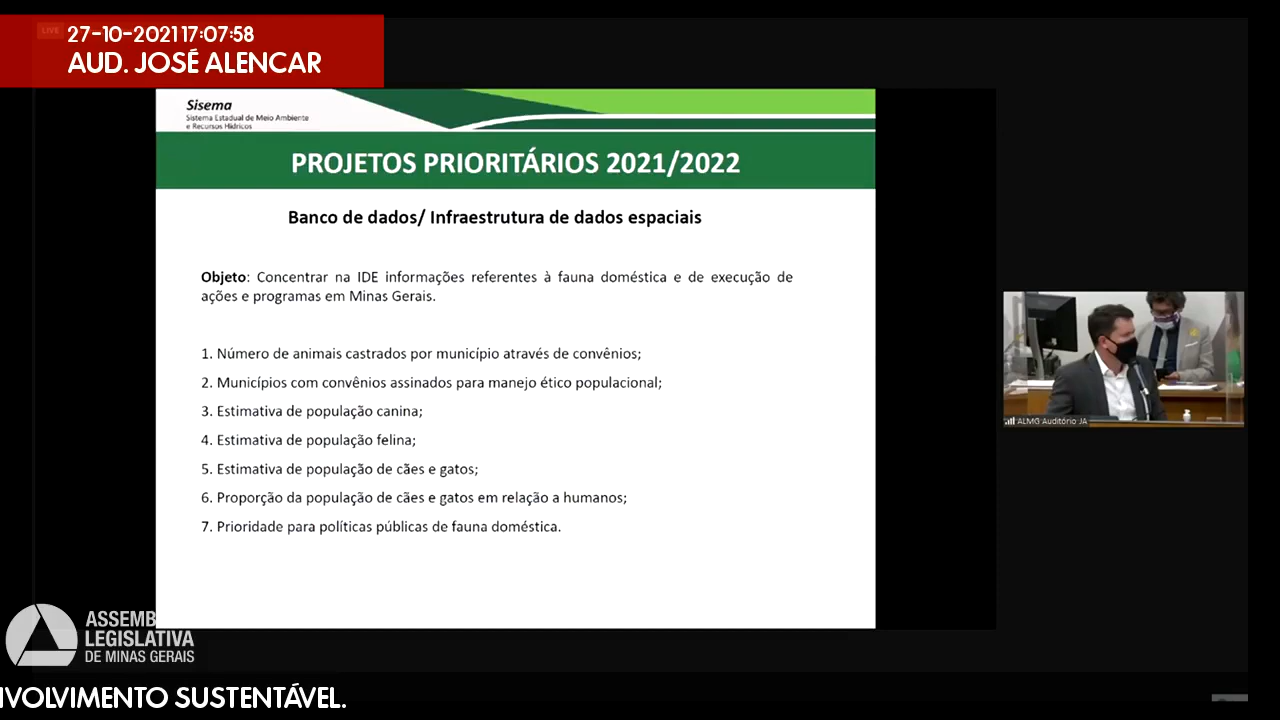 LIVE
27-10-2021 17:07:58
AUD. JOSÉ ALENCAR
Sisema
Sistema Estadual de Meio Ambiente
e Recursos Hídricos
PROJETOS PRIORITÁRIOS 2021/2022
Banco de dados/ Infraestrutura de dados espaciais
Objeto: Concentrar na IDE informações referentes à fauna doméstica e de execução de
ações e programas em Minas Gerais.
1. Número de animais castrados por município através de convênios;
2. Municípios com convênios assinados para manejo ético populacional;
3. Estimativa de população canina;
4. Estimativa de população felina;
5. Estimativa de população de cães e gatos;
6. Proporção da população de cães e gatos em relação a humanos;
7. Prioridade para políticas públicas de fauna doméstica.
ALMG Auditório JA
ASSEMB
LEGISLATIVA
DE MINAS GERAIS
NVOLVIMENTO SUSTENTÁVEL.